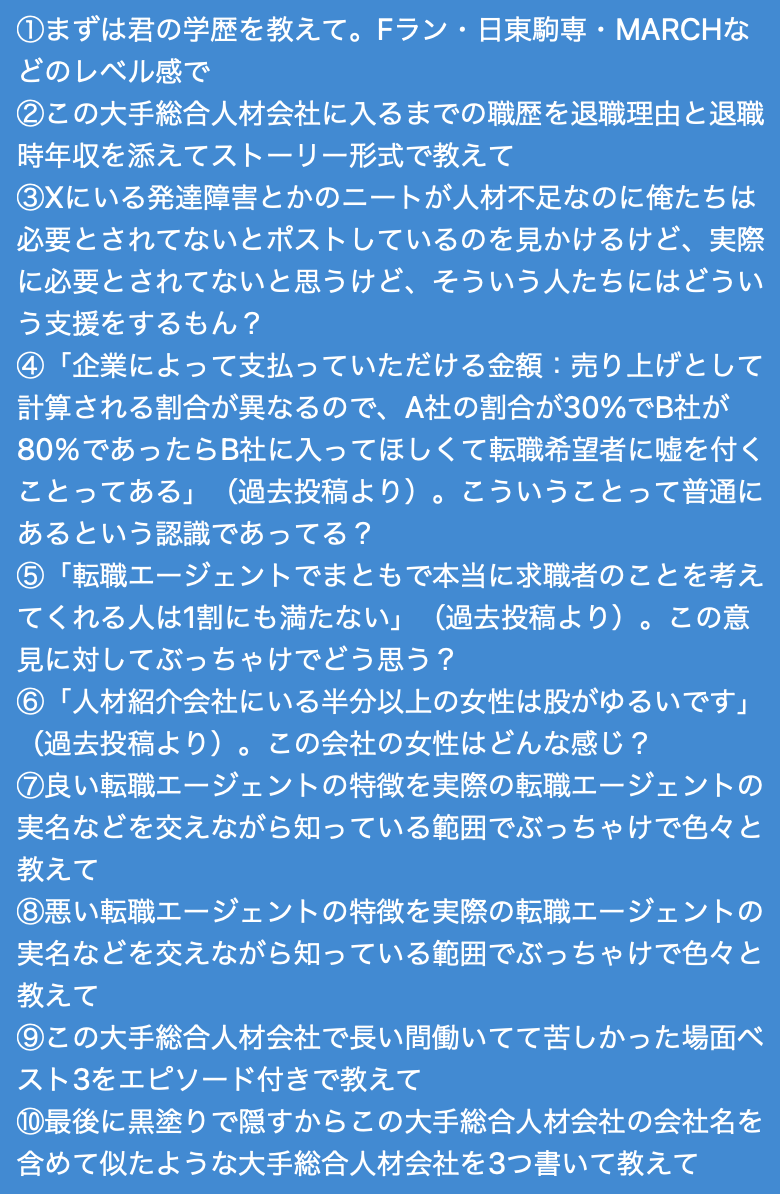 ①まずは君の学歴を教えて。Fラン・日東駒専・MARCHな
どのレベル感で
②この大手総合人材会社に入るまでの職歴を退職理由と退職
時年収を添えてストーリー形式で教えて
③Xにいる発達障害とかのニートが人材不足なのに俺たちは
必要とされてないとポストしているのを見かけるけど、実際
に必要とされてないと思うけど、そういう人たちにはどうい
う支援をするもん？
④「企業によって支払っていただける金額：売り上げとして
計算される割合が異なるので、A社の割合が30%でB社が
80%であったらB社に入ってほしくて転職希望者に嘘を付く
ことってある」（過去投稿より）。こういうことって普通に
あるという認識であってる？
⑤「転職エージェントでまともで本当に求職者のことを考え
てくれる人は1割にも満たない」（過去投稿より）。この意
見に対してぶっちゃけでどう思う？
⑥「人材紹介会社にいる半分以上の女性は股がゆるいです」
（過去投稿より）。この会社の女性はどんな感じ？
⑦良い転職エージェントの特徴を実際の転職エージェントの
実名などを交えながら知っている範囲でぶっちゃけで色々と
教えて
⑧悪い転職エージェントの特徴を実際の転職エージェントの
実名などを交えながら知っている範囲でぶっちゃけで色々と
教えて
⑨この大手総合人材会社で長い間働いてて苦しかった場面ベ
スト3をエピソード付きで教えて
⑩最後に黒塗りで隠すからこの大手総合人材会社の会社名を
含めて似たような大手総合人材会社を3つ書いて教えて